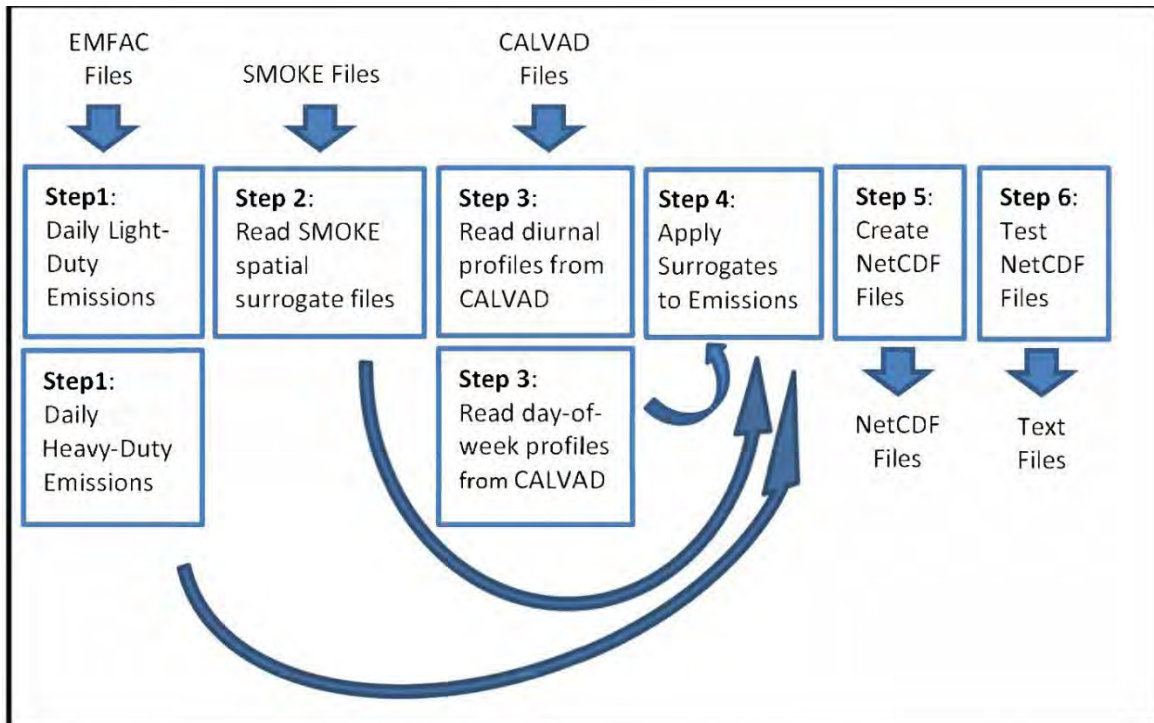 EMFAC
Files
SMOKE Files
CALVAD
Files
Step1:
Daily Light-
Duty
Emissions
Step 2:
Read SMOKE
spatial
surrogate files
Step 3:
Read diurnal
profiles from
CALVAD
Step 4:
Apply
Surrogates
to Emissions
Step 5:
Create
NetCDF
Files
Step 6:
Test
NetCDF
Files
Step1:
Daily
Heavy-Duty
Emissions
Step 3:
Read day-of-
week profiles
from CALVAD
NetCDF
Files
Text
Files